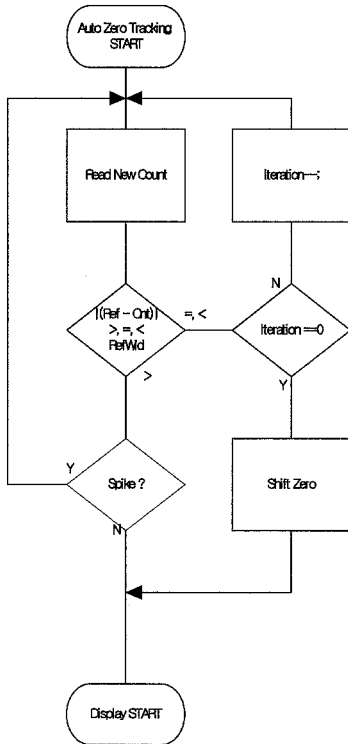 Auto Zero Tracking
START
Read New Count
Iteration--;
N
|(Ref - Cnt)|
>, =, <
RefWid
=, <
Iteration ==0
>
Y
Y
Spike ?
Shift Zero
N
Display START